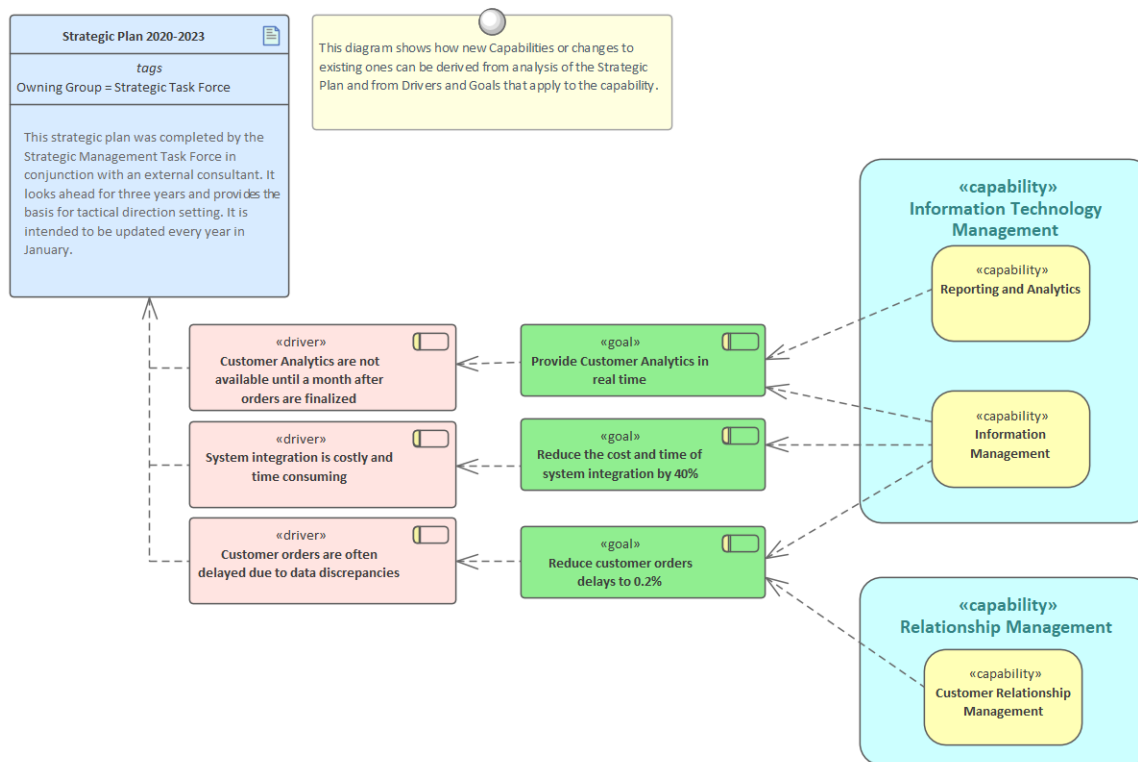 Strategic Plan 2020-2023
tags
Owning Group = Strategic Task Force
This strategic plan was completed by the
Strategic Management Task Force in
conjunction with an external consultant. It
looks ahead for three years and provides the
basis for tactical direction setting. It is
intended to be updated every year in
January.
This diagram shows how new Capabilities or changes to
existing ones can be derived from analysis of the Strategic
Plan and from Drivers and Goals that apply to the capability.
«driver»
Customer Analytics are not
available until a month after
orders are finalized
«driver»
System integration is costly and
time consuming
«driver»
Customer orders are often
delayed due to data discrepancies
«goal»
Provide Customer Analytics in
real time
«goal»
Reduce the cost and time of
system integration by 40%
«goal»
Reduce customer orders
delays to 0.2%
«capability»
Information Technology
Management
«capability»
Reporting and Analytics
«capability»
Information
Management
«capability»
Relationship Management
«capability»
Customer Relationship
Management